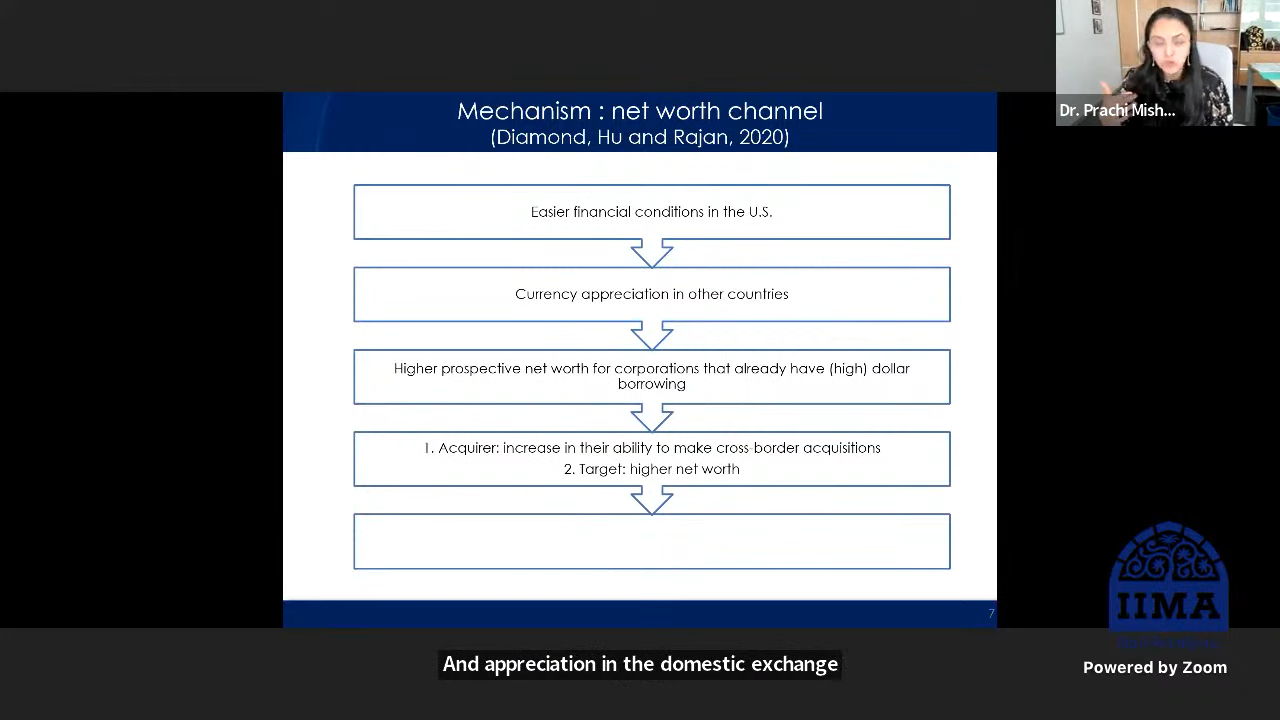 Mechanism : net worth channel
(Diamond, Hu and Rajan, 2020)
Dr. Prachi Mish...
Easier financial conditions in the U.S.
Currency appreciation in other countries
Higher prospective net worth for corporations that already have (high) dollar
borrowing
1. Acquirer: increase in their ability to make cross-border acquisitions
2. Target: higher net worth
7
IIMA
And appreciation in the domestic exchange
Powered by Zoom